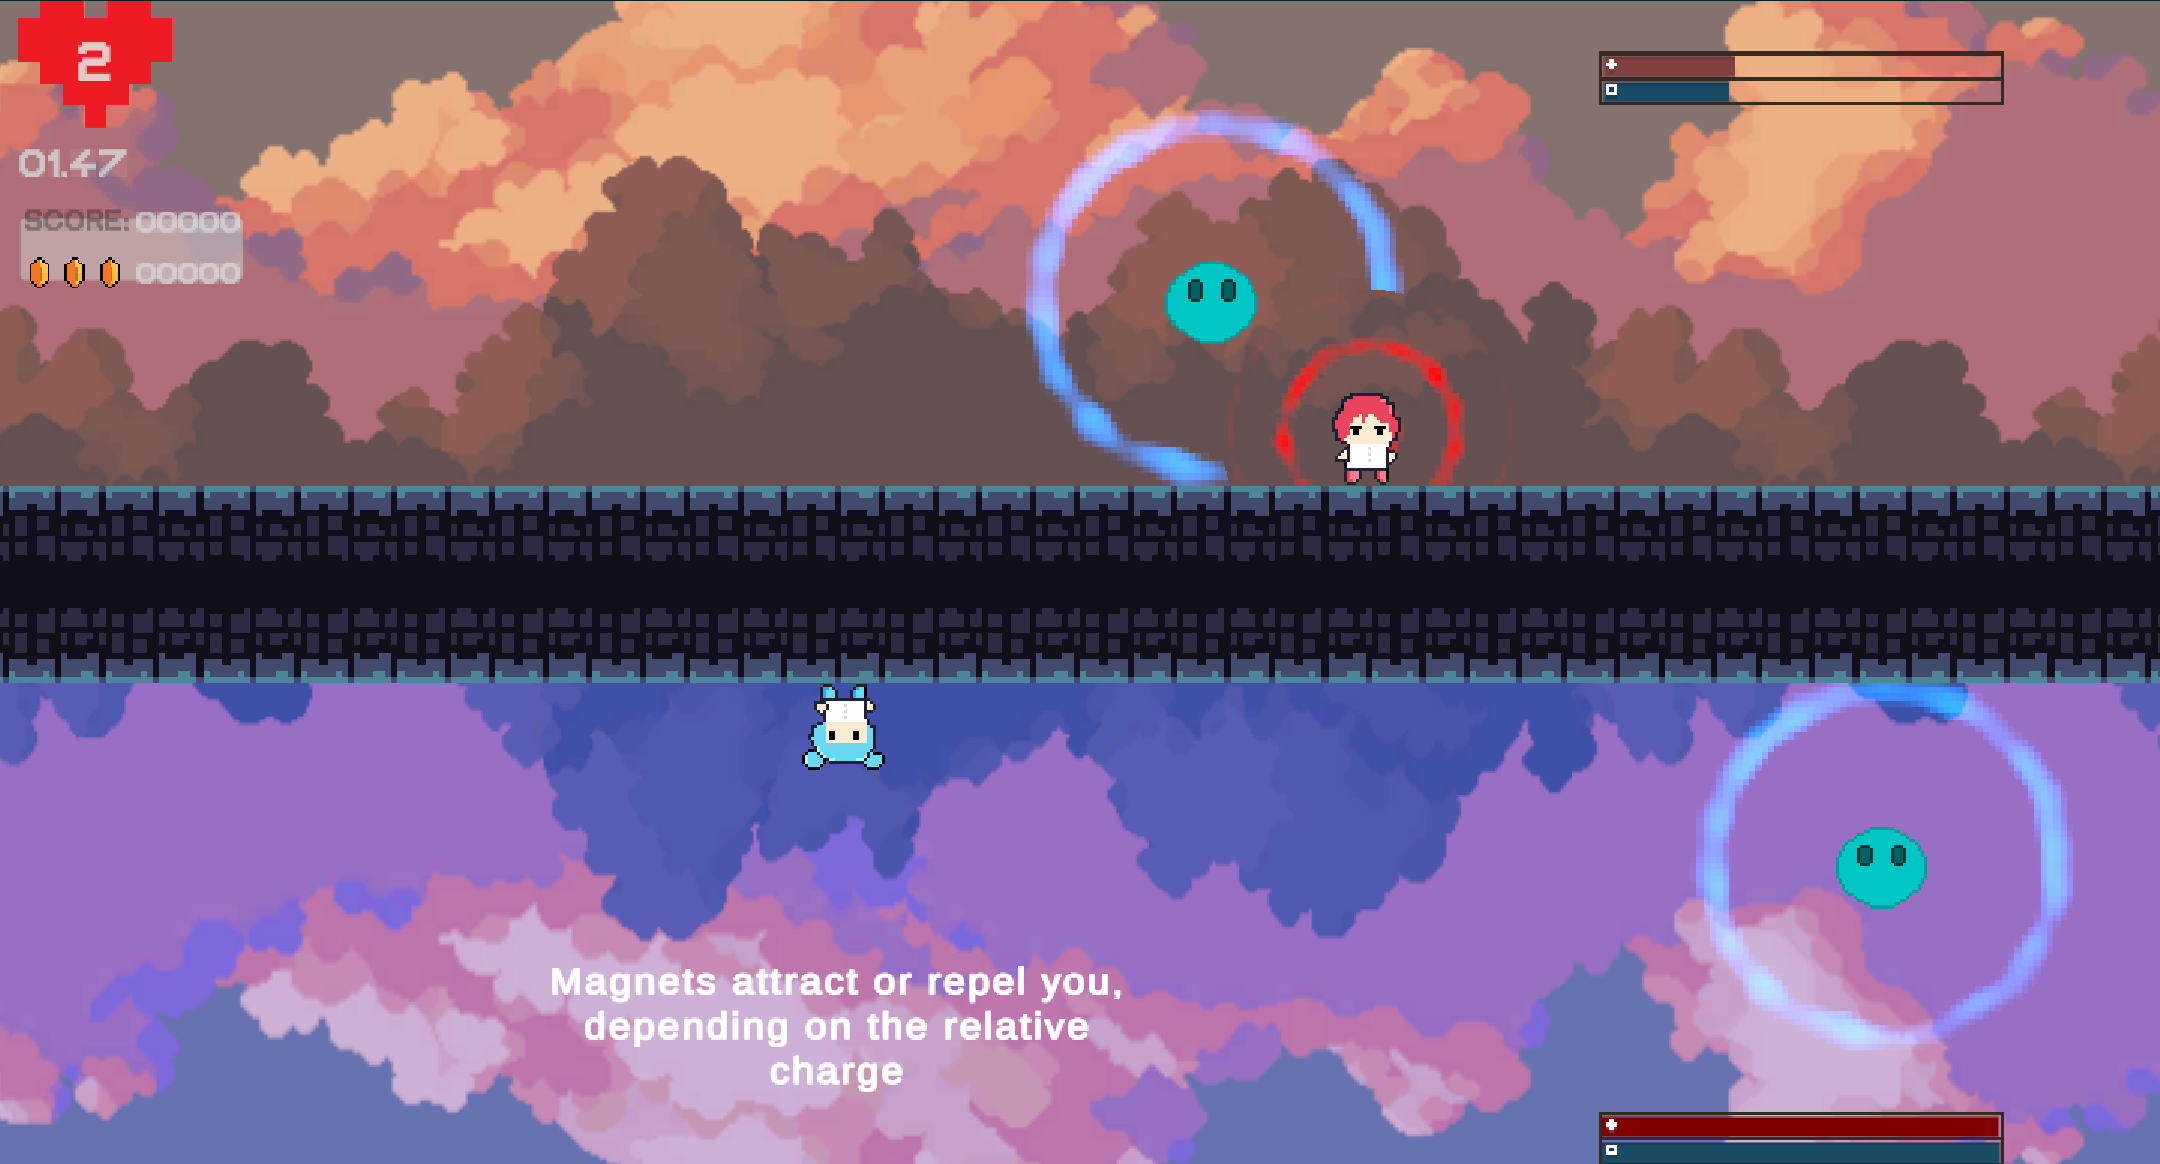 2
01.47
SCORE: 00000
00000
Magnets attract or repel you,
depending on the relative
charge